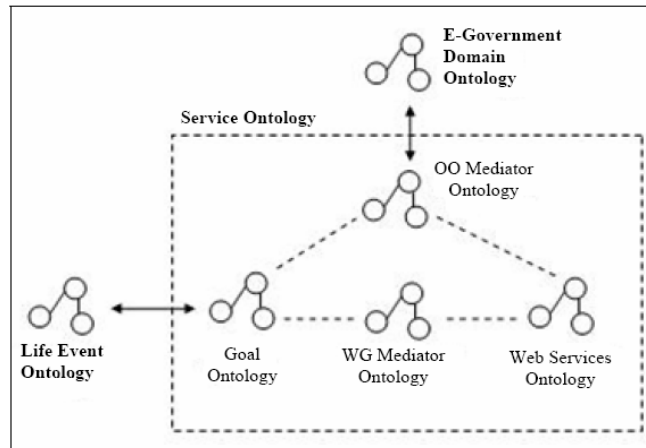 E-Government
Domain
Ontology
Service Ontology
OO Mediator
Ontology
Life Event
Ontology
Goal
Ontology
WG Mediator
Ontology
Web Services
Ontology